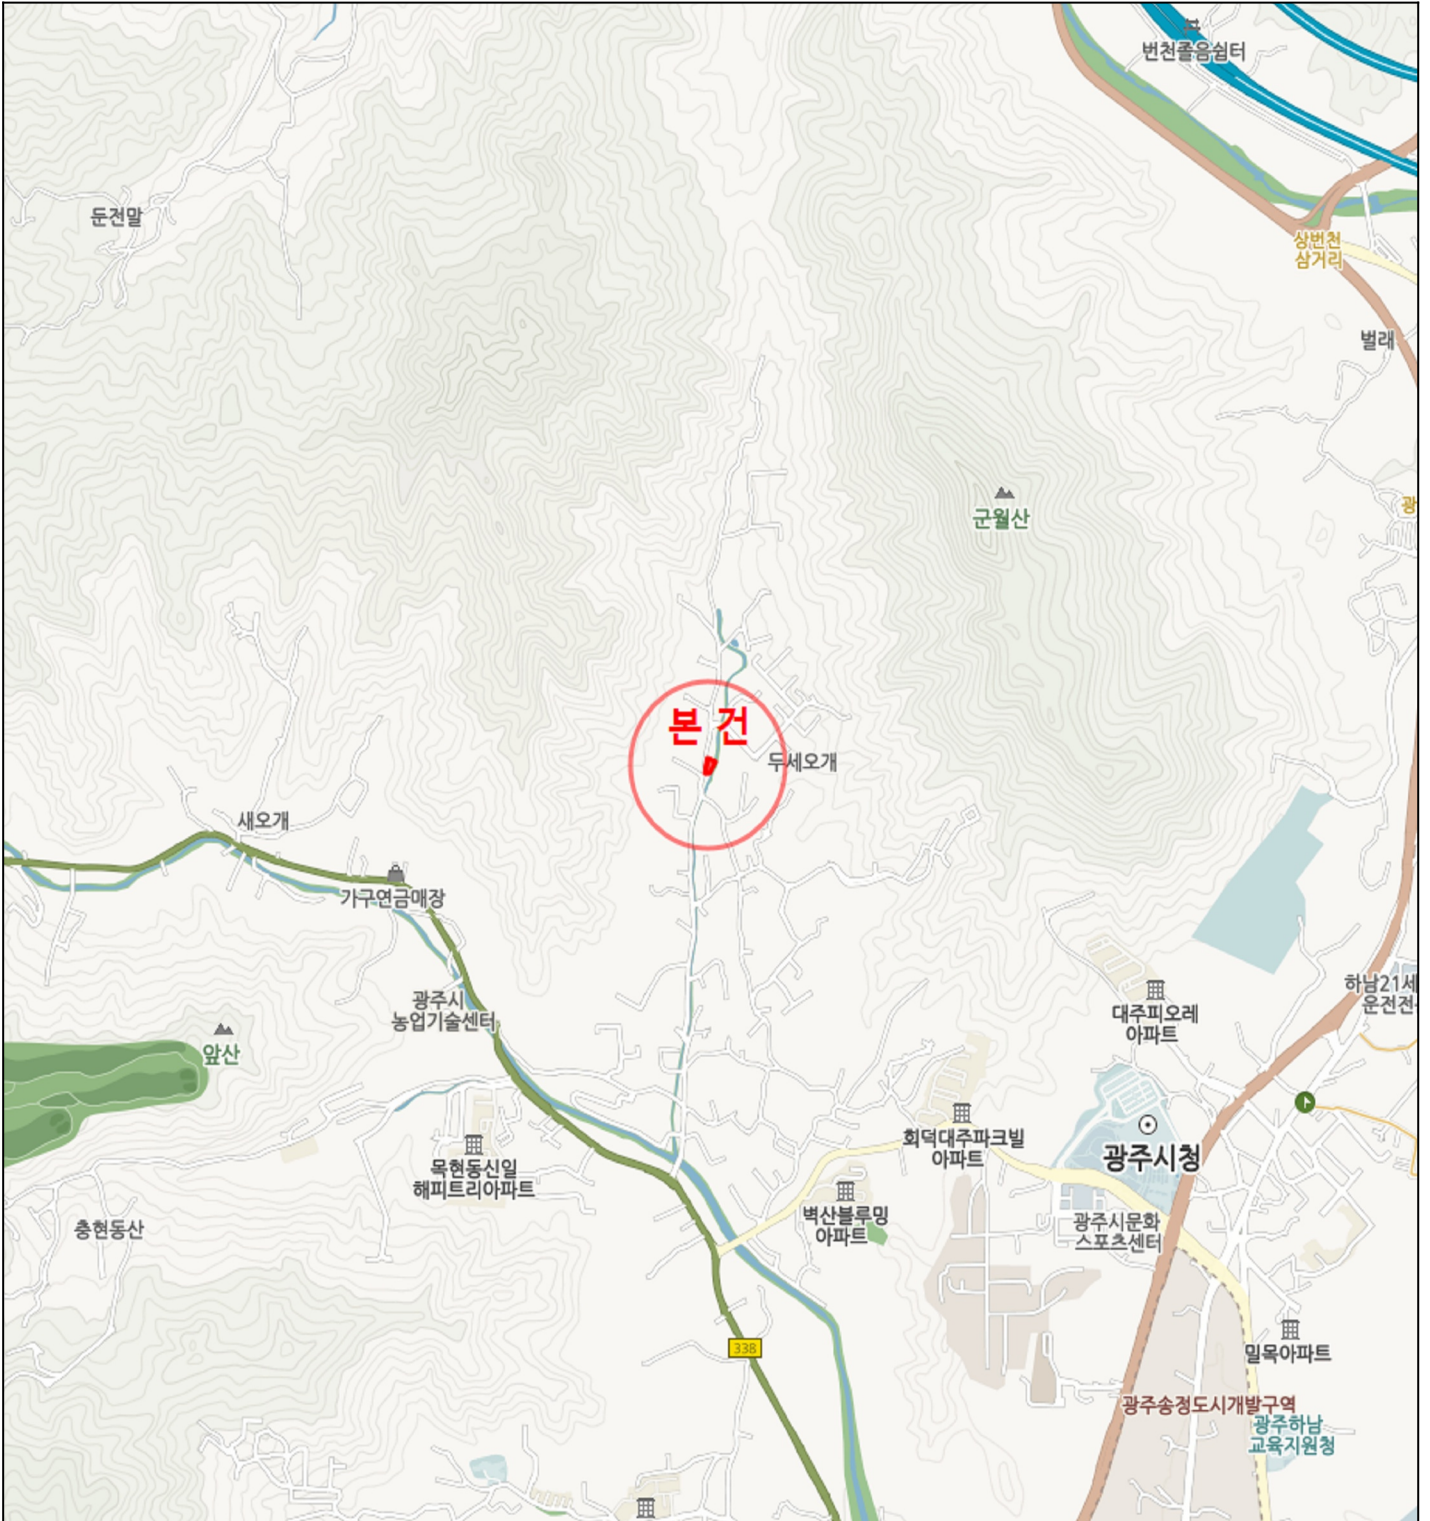 번천졸음쉼터
둔전말
상번천
삼거리
벌래
광
군월산
본 건
두세오개
새오개
가구연금매장
광주시
농업기술센터
하남21세
운전전
대주피오레
아파트
앞산
회덕대주파크빌
아파트
광주시청
목현동신일
해피트리아파트
벽산블루밍
아파트
광주시문화
스포츠센터
충현동산
338
밀목아파트
광주송정도시개발구역
광주하남
교육지원청